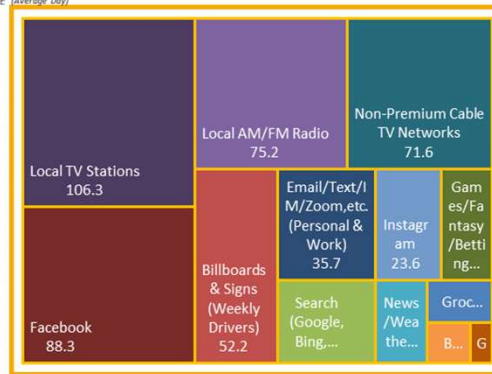 E (Average Day)
Local TV Stations
106.3
Facebook
88.3
Local AM/FM Radio
75.2
Non-Premium Cable
TV Networks
71.6
Billboards
& Signs
(Weekly
Drivers)
52.2
Email/Text/I
M/Zoom,etc.
(Personal &
Work)
35.7
Instagr
am
23.6
Gam
es/Fa
ntasy
/Betti
ng...
Search
(Google,
Bing,...
News
/Wea
the...
Groc...
B...
G